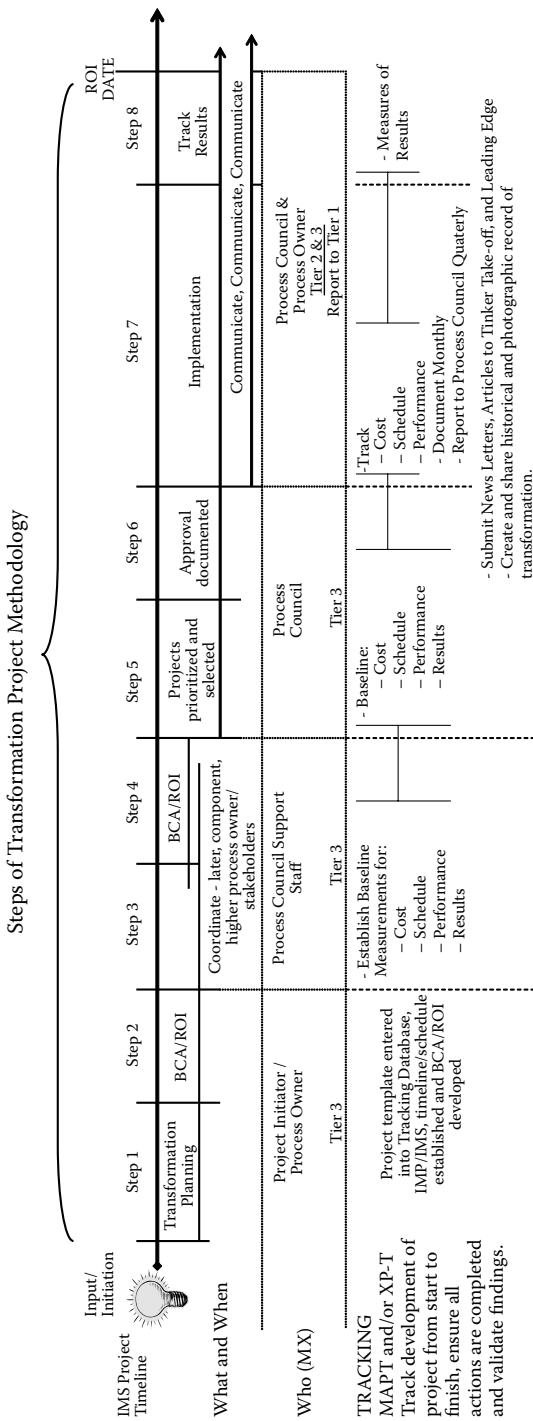 Steps of Transformation Project Methodology
Input/
Initiation
IMS Project
Timeline
Step 1
Step 2
Step 3
Step 4
Step 5
Step 6
Step 7
Step 8
ROI
DATE
What and When
Transformation
Planning
BCA/ROI
Coordinate - later, component,
higher process owner/
stakeholders
BCA/ROI
Projects
prioritized and
selected
Approval
documented
Implementation
Track
Results
Communicate, Communicate, Communicate
Who (MX)
Project Initiator /
Process Owner
Tier 3
Process Council Support
Staff
Tier 3
Process
Council
Tier 3
Process Council &
Process Owner
Tier 2 & 3
Report to Tier 1
TRACKING
MAPT and/or XP-T
Track development of
project from start to
finish, ensure all
actions are completed
and validate findings.
Project template entered
into Tracking Database,
IMP/IMS, timeline/schedule
established and BCA/ROI
developed
- Establish Baseline
Measurements for:
– Cost
– Schedule
– Performance
– Results
- Baseline:
– Cost
– Schedule
– Performance
– Results
-Track
– Cost
– Schedule
– Performance
- Document Monthly
- Report to Process Council Quaterly
- Measures of
Results
- Submit News Letters, Articles to Tinker Take-off, and Leading Edge
- Create and share historical and photographic record of
transformation.